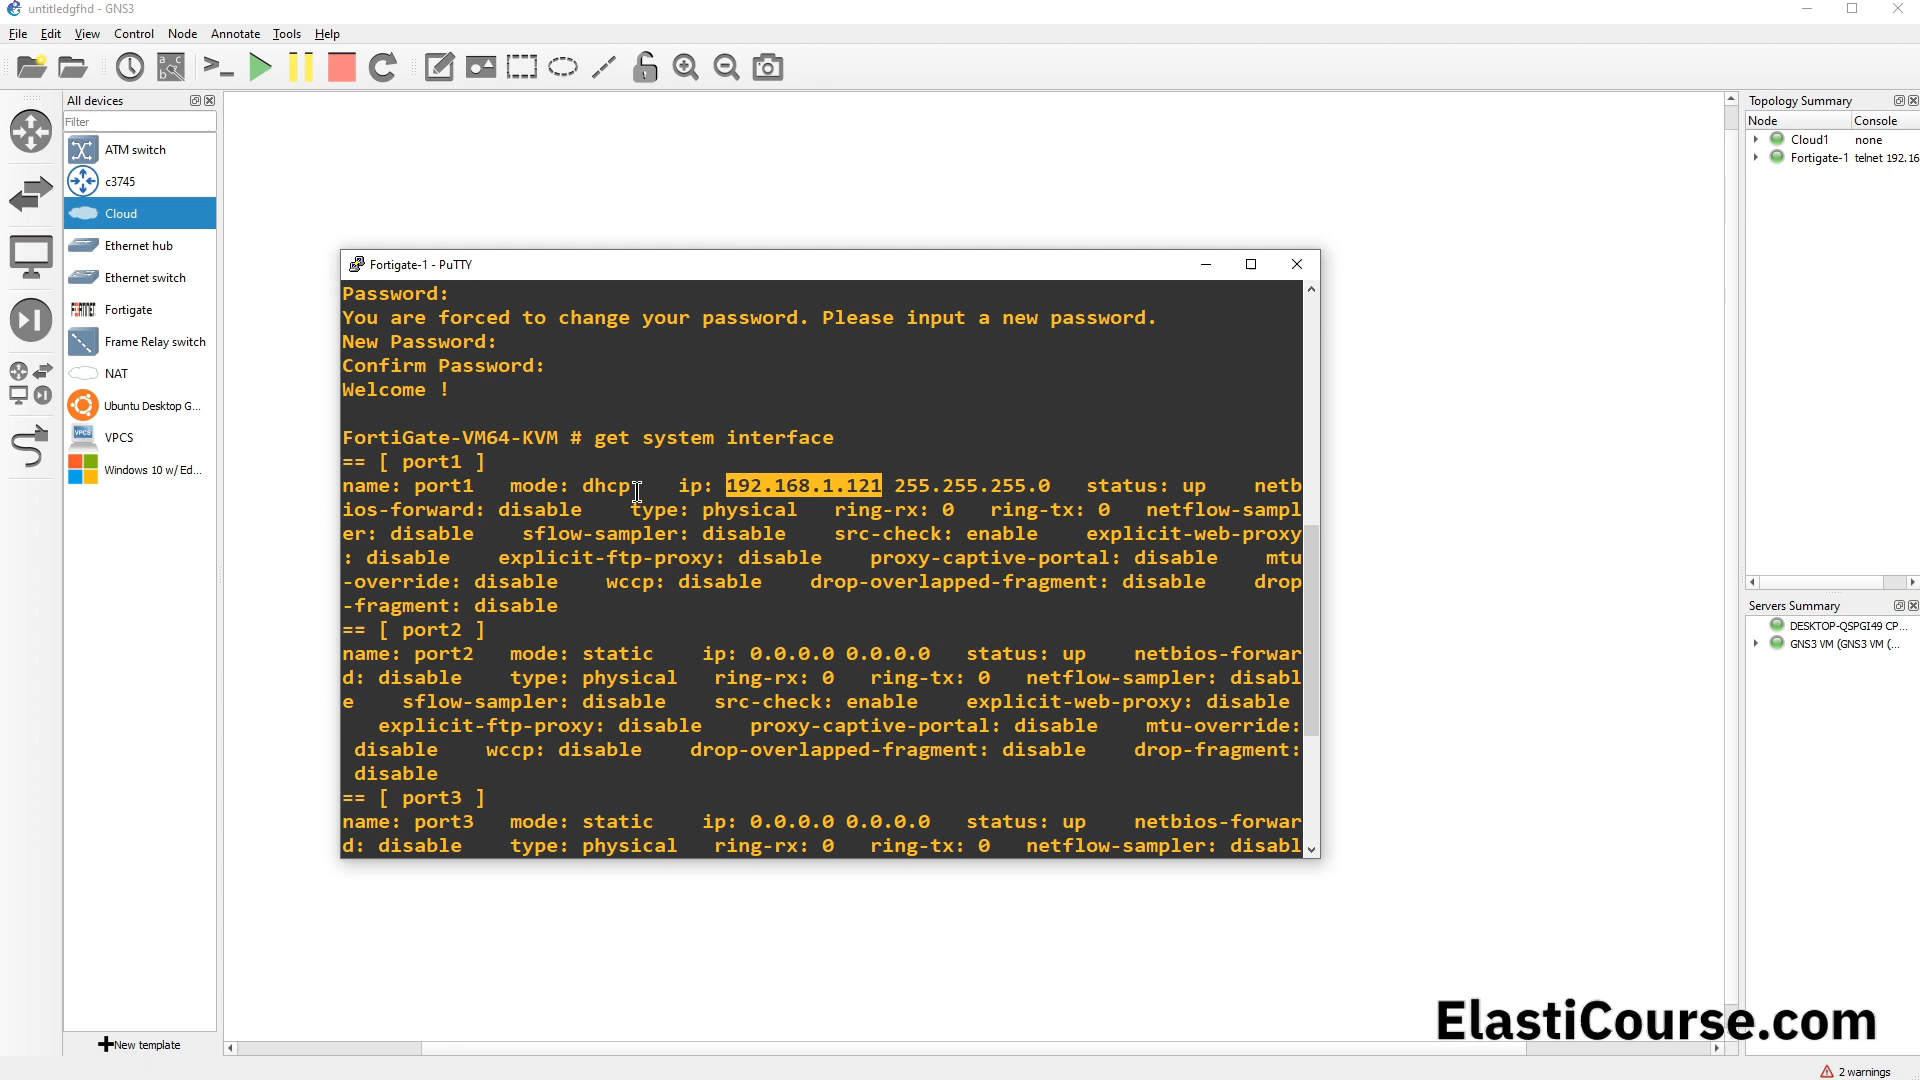 untitledgfhd - GNS3
File Edit View Control Node Annotate Tools Help
All devices
Filter
ATM switch
c3745
Cloud
Ethernet hub
Ethernet switch
Fortigate
Frame Relay switch
NAT
Ubuntu Desktop G...
VPCS
Windows 10 w/ Ed...
New template
Fortigate-1 - PuTTY
Password:
You are forced to change your password. Please input a new password.
New Password:
Confirm Password:
Welcome !
FortiGate-VM64-KVM # get system interface
== [ port1 ]
name: port1   mode: dhcp    ip: 192.168.1.121 255.255.255.0   status: up    netb
ios-forward: disable    type: physical   ring-rx: 0   ring-tx: 0   netflow-sampl
er: disable    sflow-sampler: disable    src-check: enable    explicit-web-proxy
: disable    explicit-ftp-proxy: disable    proxy-captive-portal: disable    mtu
-override: disable    wccp: disable    drop-overlapped-fragment: disable    drop
-fragment: disable
== [ port2 ]
name: port2   mode: static    ip: 0.0.0.0 0.0.0.0   status: up    netbios-forwar
d: disable    type: physical   ring-rx: 0   ring-tx: 0   netflow-sampler: disabl
e    sflow-sampler: disable    src-check: enable    explicit-web-proxy: disable
explicit-ftp-proxy: disable    proxy-captive-portal: disable    mtu-override:
disable    wccp: disable    drop-overlapped-fragment: disable    drop-fragment:
disable
== [ port3 ]
name: port3   mode: static    ip: 0.0.0.0 0.0.0.0   status: up    netbios-forwar
d: disable    type: physical   ring-rx: 0   ring-tx: 0   netflow-sampler: disabl
Topology Summary
Node Console
Cloud1 none
Fortigate-1 telnet 192.16
Servers Summary
DESKTOP-QSPGI49 CP...
GNS3 VM (GNS3 VM (...
ElastiCourse.com
2 warnings